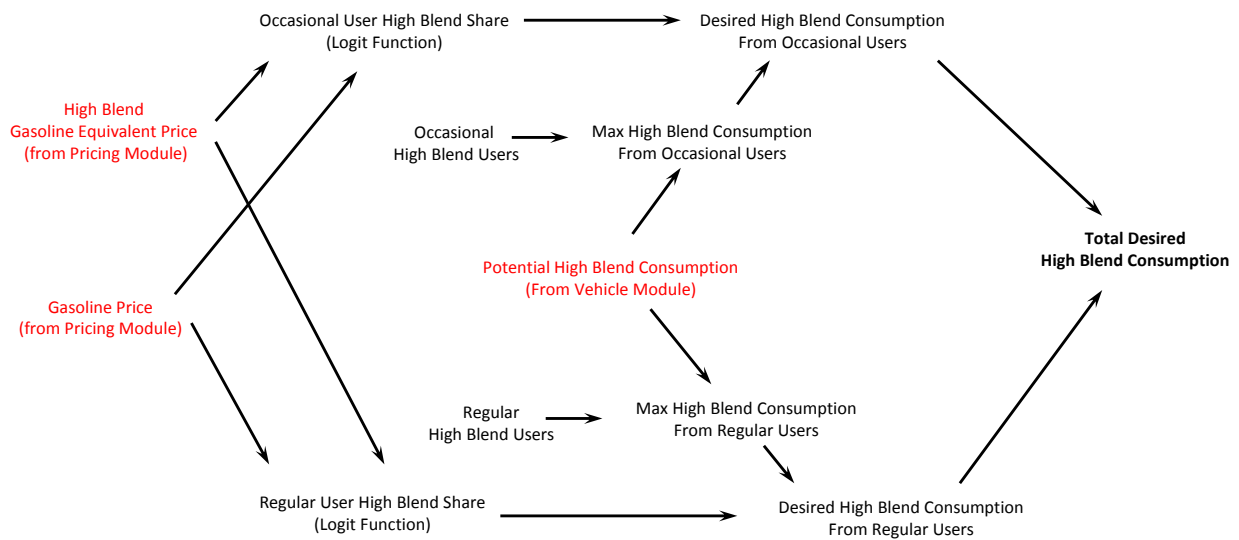 Occasional User High Blend Share
(Logit Function)
Desired High Blend Consumption
From Occasional Users
High Blend
Gasoline Equivalent Price
(from Pricing Module)
Occasional
High Blend Users
Max High Blend Consumption
From Occasional Users
Total Desired
High Blend Consumption
Potential High Blend Consumption
(From Vehicle Module)
Gasoline Price
(from Pricing Module)
Regular
High Blend Users
Max High Blend Consumption
From Regular Users
Regular User High Blend Share
(Logit Function)
Desired High Blend Consumption
From Regular Users